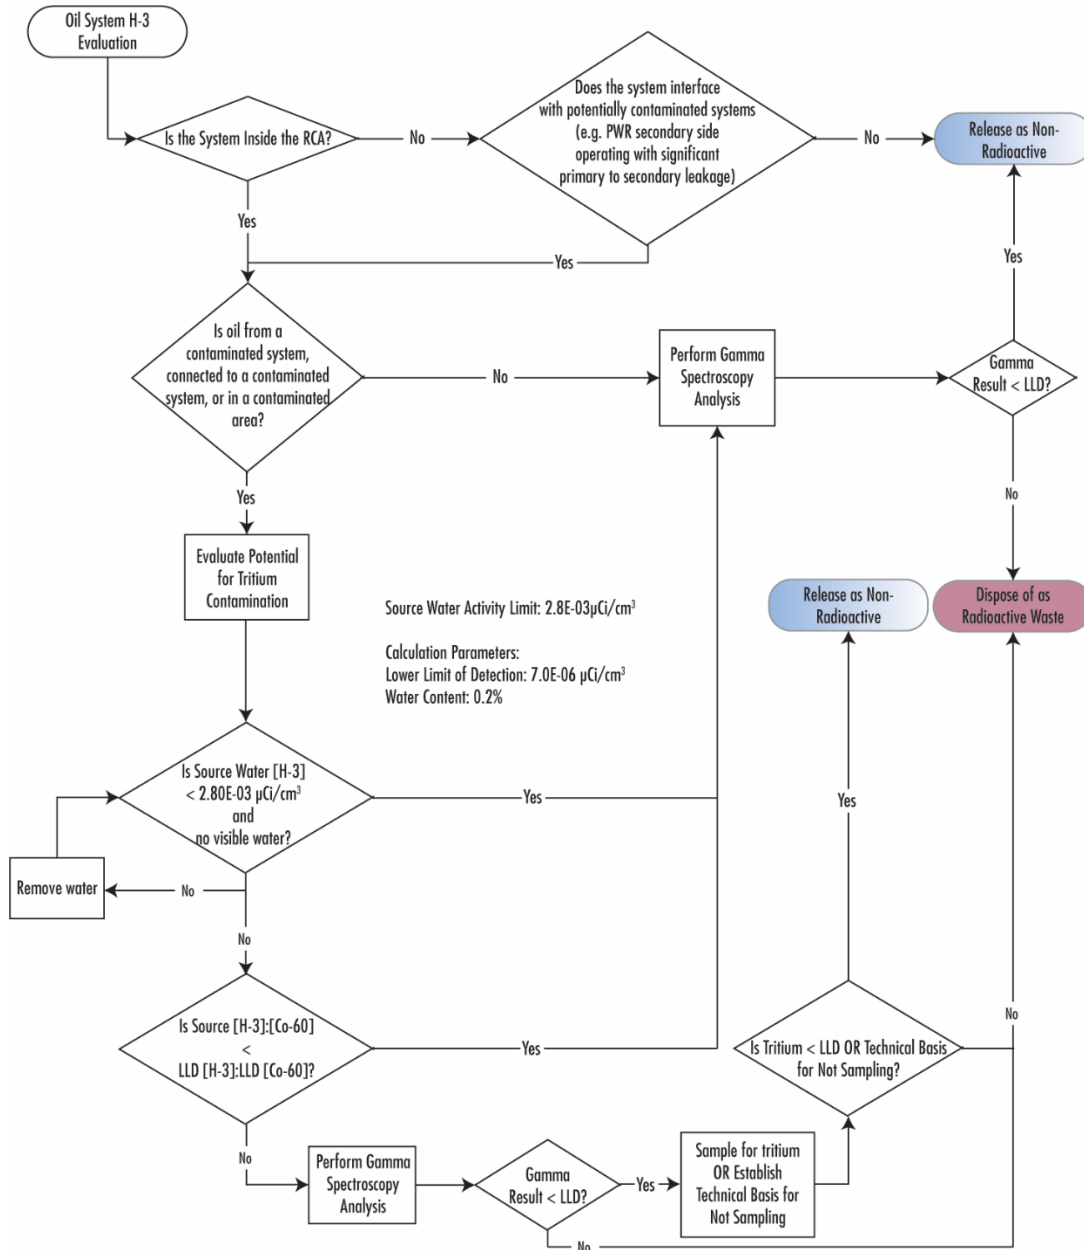 Oil System H-3
Evaluation
Is the System Inside the RCA?
No
Does the system interface
with potentially contaminated systems
(e.g. PWR secondary side
operating with significant
primary to secondary leakage)
No
Release as Non-
Radioactive
Yes
Yes
Yes
Is oil from a
contaminated system,
connected to a contaminated
system, or in a contaminated
area?
No
Perform Gamma
Spectroscopy
Analysis
Gamma
Result < LLD?
Yes
No
Evaluate Potential
for Tritium
Contamination
Source Water Activity Limit: 2.8E-03µCi/cm³
Calculation Parameters:
Lower Limit of Detection: 7.0E-06 µCi/cm³
Water Content: 0.2%
Release as Non-
Radioactive
Dispose of as
Radioactive Waste
Is Source Water [H-3]
< 2.80E-03 µCi/cm³
and
no visible water?
Yes
Yes
Remove water
No
No
Is Source [H-3]:[Co-60]
<
LLD [H-3]:LLD [Co-60]?
Yes
Is Tritium < LLD OR Technical Basis
for Not Sampling?
No
No
Perform Gamma
Spectroscopy
Analysis
Gamma
Result < LLD?
Yes
Sample for tritium
OR Establish
Technical Basis for
Not Sampling
No